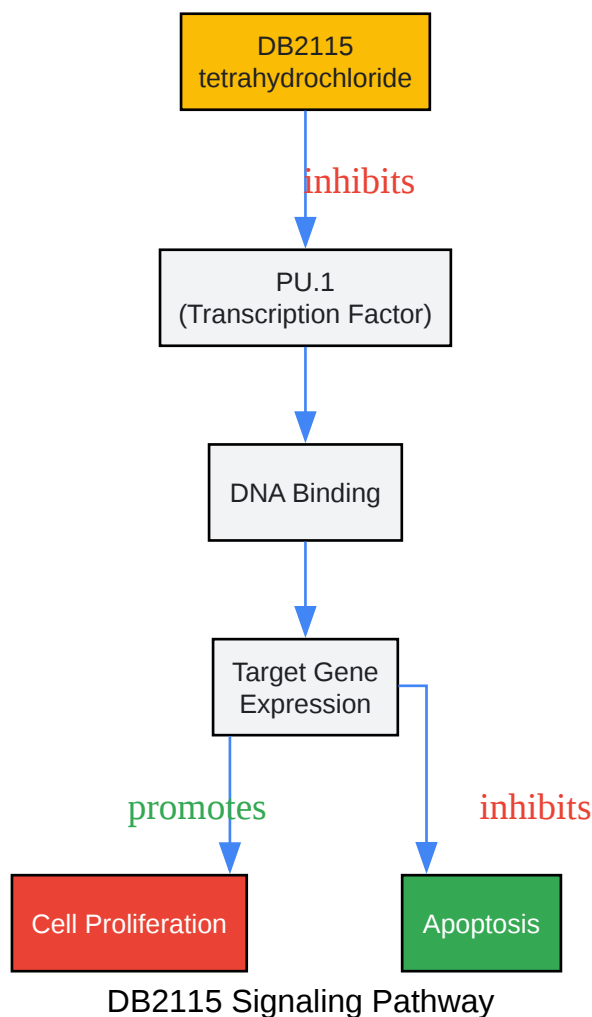 DB2115
tetrahydrochloride
inhibits
PU.1
(Transcription Factor)
DNA Binding
Target Gene
Expression
promotes
inhibits
Cell Proliferation
Apoptosis
DB2115 Signaling Pathway